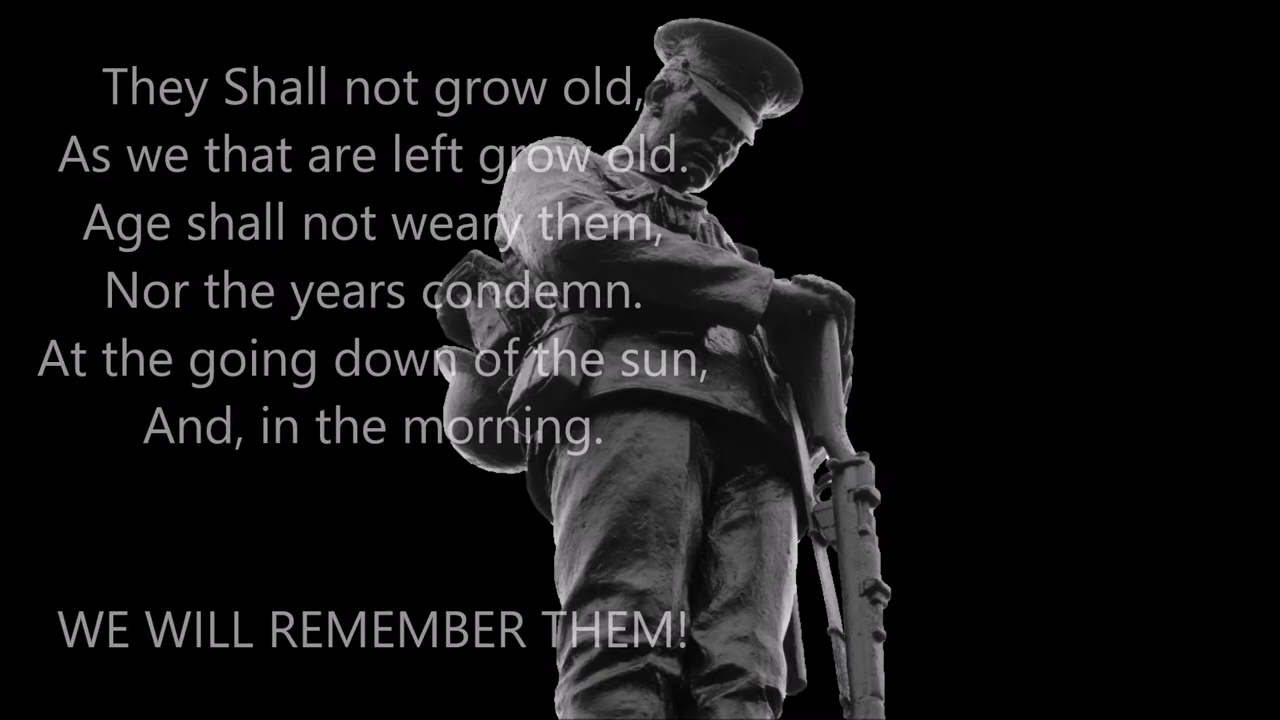 They Shall not grow old,
As we that are left grow old.
Age shall not weary them,
Nor the years condemn.
At the going down of the sun,
And, in the morning.
WE WILL REMEMBER THEM!